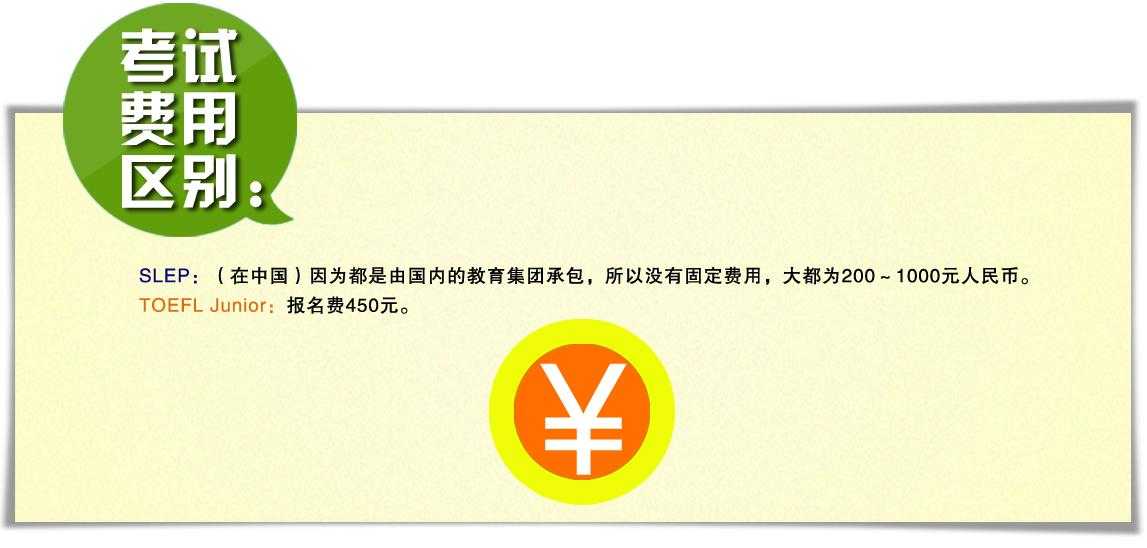 考试
费用
区别：
SLEP：（在中国）因为都是由国内的教育集团承包，所以没有固定费用，大都为200～1000元人民币。
TOEFL Junior：报名费450元。
¥